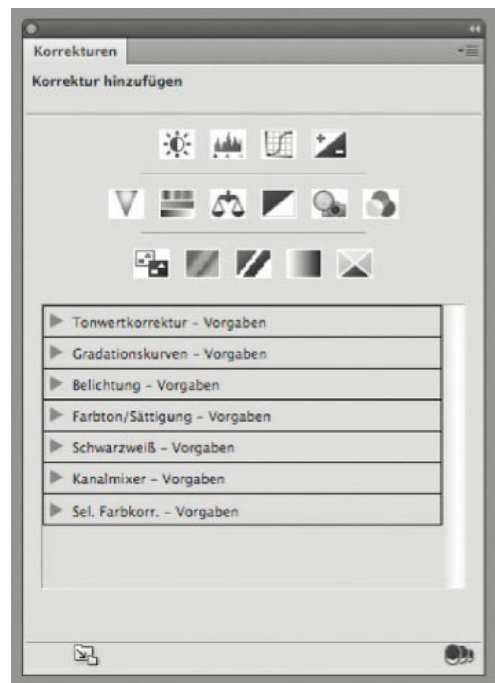 Korrekturen
Korrektur hinzufügen
Tonwertkorrektur – Vorgaben
Gradationskurven – Vorgaben
Belichtung – Vorgaben
Farbton/Sättigung – Vorgaben
Schwarzweiß – Vorgaben
Kanalmixer – Vorgaben
Sel. Farbkorr. – Vorgaben